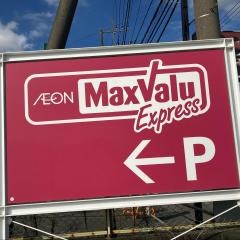 ÆON MaxValu
Express
←P